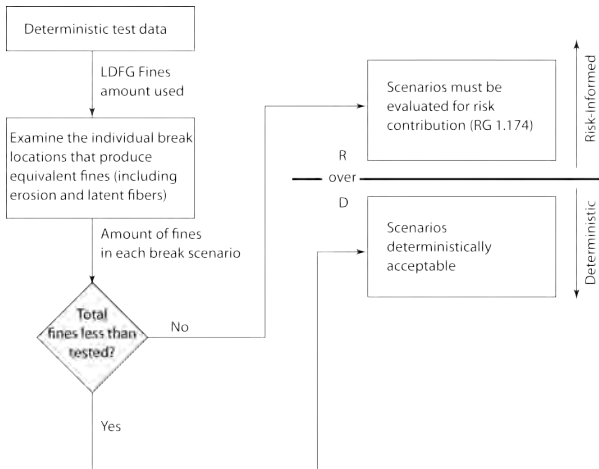 Deterministic test data
LDFG Fines
amount used
Examine the individual break
locations that produce
equivalent fines (including
erosion and latent fibers)
Amount of fines
in each break scenario
Total
fines less than
tested?
No
Yes
Scenarios must be
evaluated for risk
contribution (RG 1.174)
R
over
D
Scenarios
deterministically
acceptable
Risk-Informed
Deterministic